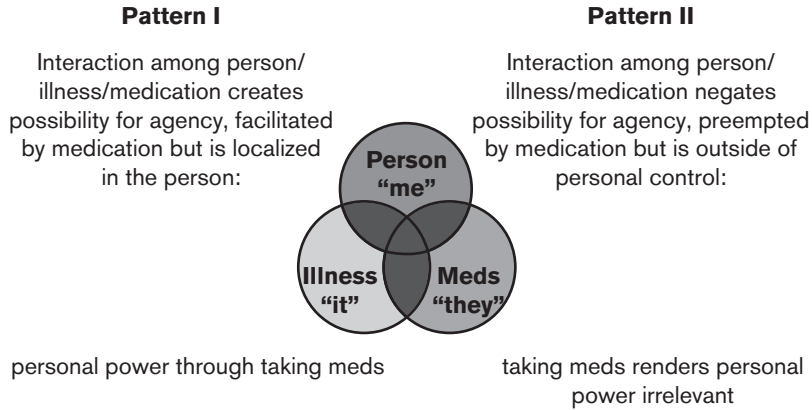 Pattern I
Interaction among person/
illness/medication creates
possibility for agency, facilitated
by medication but is localized
in the person:
Pattern II
Interaction among person/
illness/medication negates
possibility for agency, preempted
by medication but is outside of
personal control:
Person
“me”
Illness
“it”
Meds
“they”
personal power through taking meds
taking meds renders personal
power irrelevant